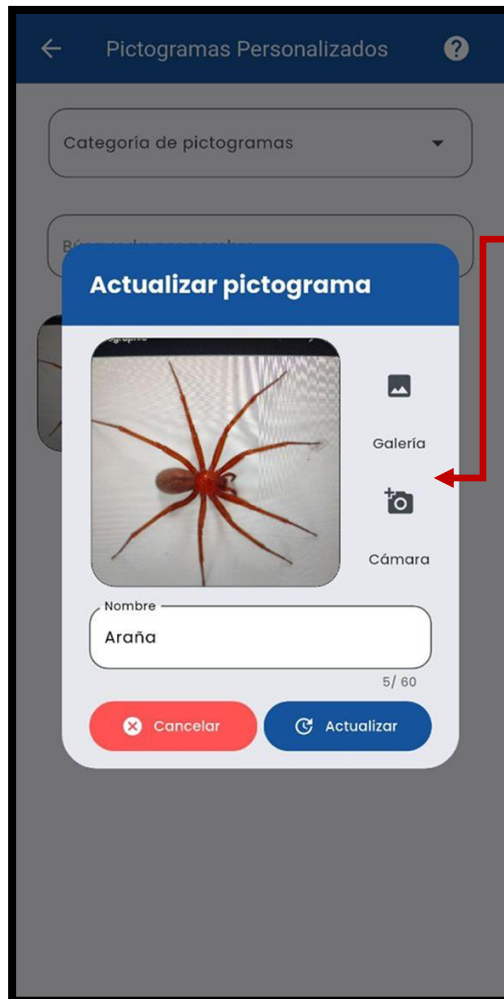 Pictogramas Personalizados
Categoría de pictogramas
Actualizar pictograma
Galería
Cámara
Nombre
Araña
5/ 60
Cancelar
Actualizar